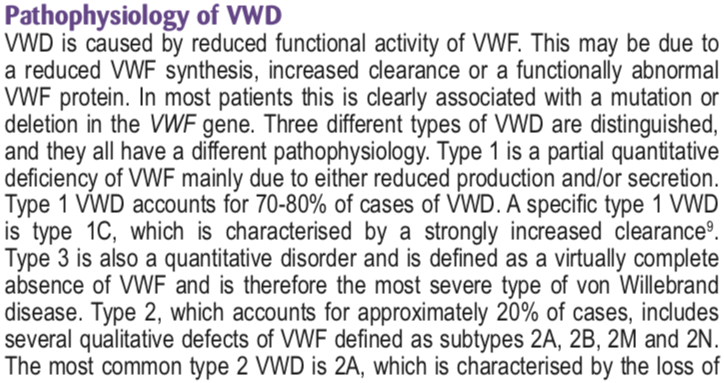 Pathophysiology of VWD
VWD is caused by reduced functional activity of VWF. This may be due to
a reduced VWF synthesis, increased clearance or a functionally abnormal
VWF protein. In most patients this is clearly associated with a mutation or
deletion in the VWF gene. Three different types of VWD are distinguished,
and they all have a different pathophysiology. Type 1 is a partial quantitative
deficiency of VWF mainly due to either reduced production and/or secretion.
Type 1 VWD accounts for 70-80% of cases of VWD. A specific type 1 VWD
is type 1C, which is characterised by a strongly increased clearance⁹.
Type 3 is also a quantitative disorder and is defined as a virtually complete
absence of VWF and is therefore the most severe type of von Willebrand
disease. Type 2, which accounts for approximately 20% of cases, includes
several qualitative defects of VWF defined as subtypes 2A, 2B, 2M and 2N.
The most common type 2 VWD is 2A, which is characterised by the loss of